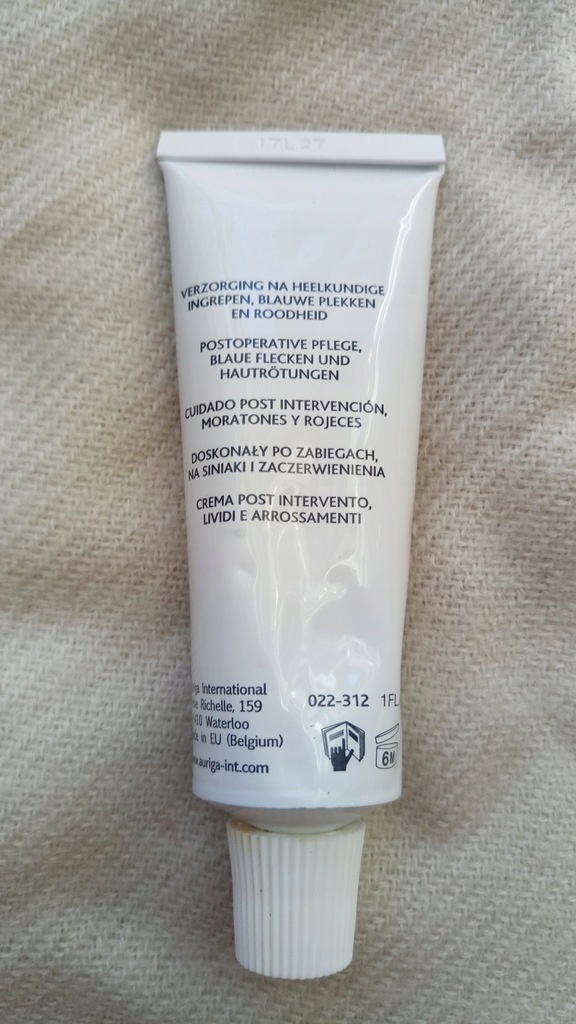 17L27
VERZORGING NA HEELKUNDIGE
INGREPEN, BLAUWE PLEKKEN
EN ROODHEID
POSTOPERATIVE PFLEGE,
BLAUE FLECKEN UND
HAUTRÖTUNGEN
CUIDADO POST INTERVENCIÓN,
MORATONES Y ROJECES
DOSKONAŁY PO ZABIEGACH,
NA SINIAKI I ZACZERWIENIENIA
CREMA POST INTERVENTO,
LIVIDI E ARROSSAMENTI
International
Richelle, 159
Waterloo
in EU (Belgium)
.auriga-int.com
022-312 1FL
6M